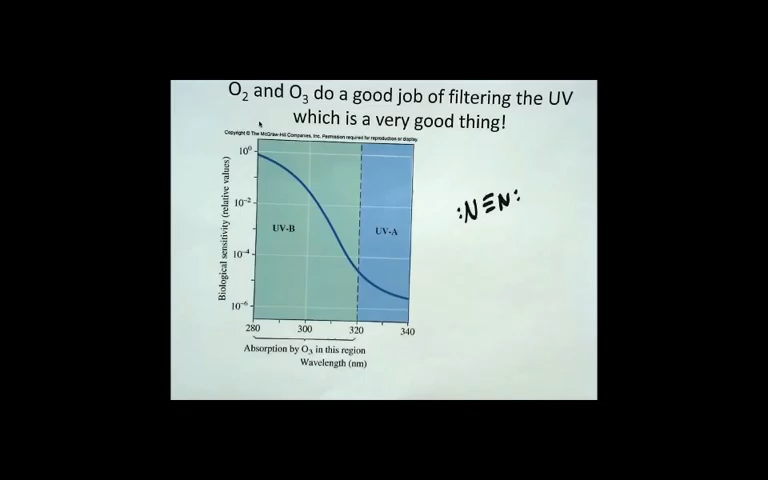 O₂ and O₃ do a good job of filtering the UV
which is a very good thing!
Copyright © The McGraw-Hill Companies, Inc. Permission required for reproduction or display.
Biological sensitivity (relative values)
10⁰
10⁻²
10⁻⁴
10⁻⁶
UV-B
UV-A
:N≡N:
280 300 320 340
Absorption by O₃ in this region
Wavelength (nm)